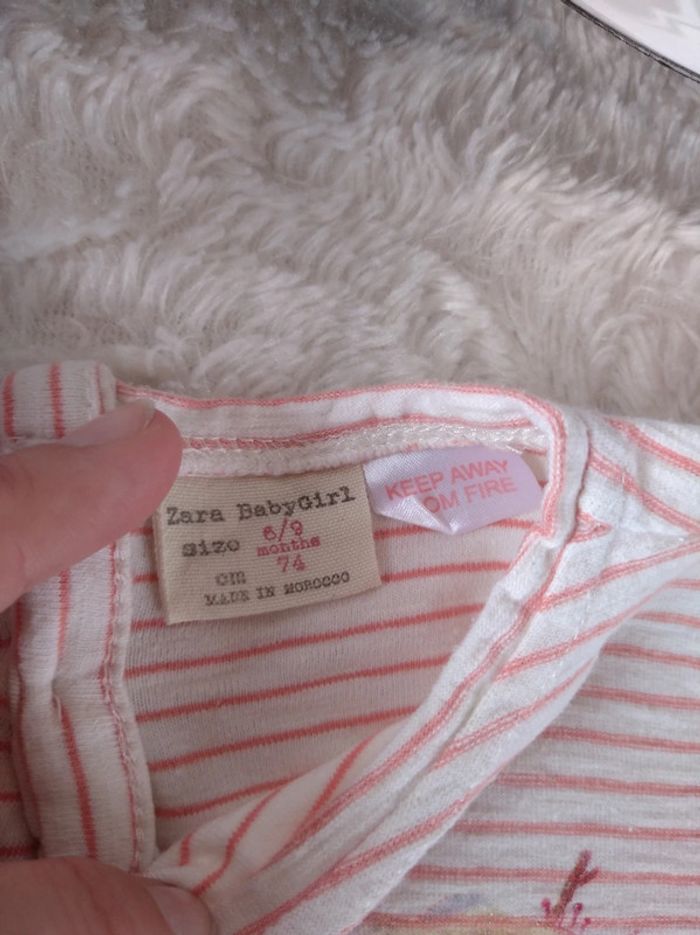 Zara BabyGirl
size 6/9
months
cm 74
MADE IN MOROCCO
KEEP AWAY
OM FIRE